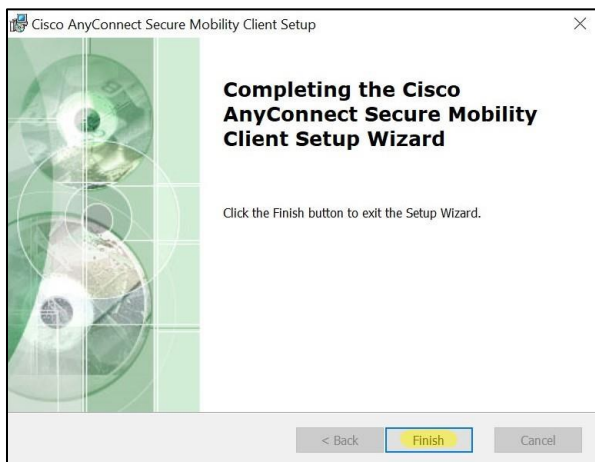 Cisco AnyConnect Secure Mobility Client Setup
Completing the Cisco
AnyConnect Secure Mobility
Client Setup Wizard
Click the Finish button to exit the Setup Wizard.
< Back
Finish
Cancel